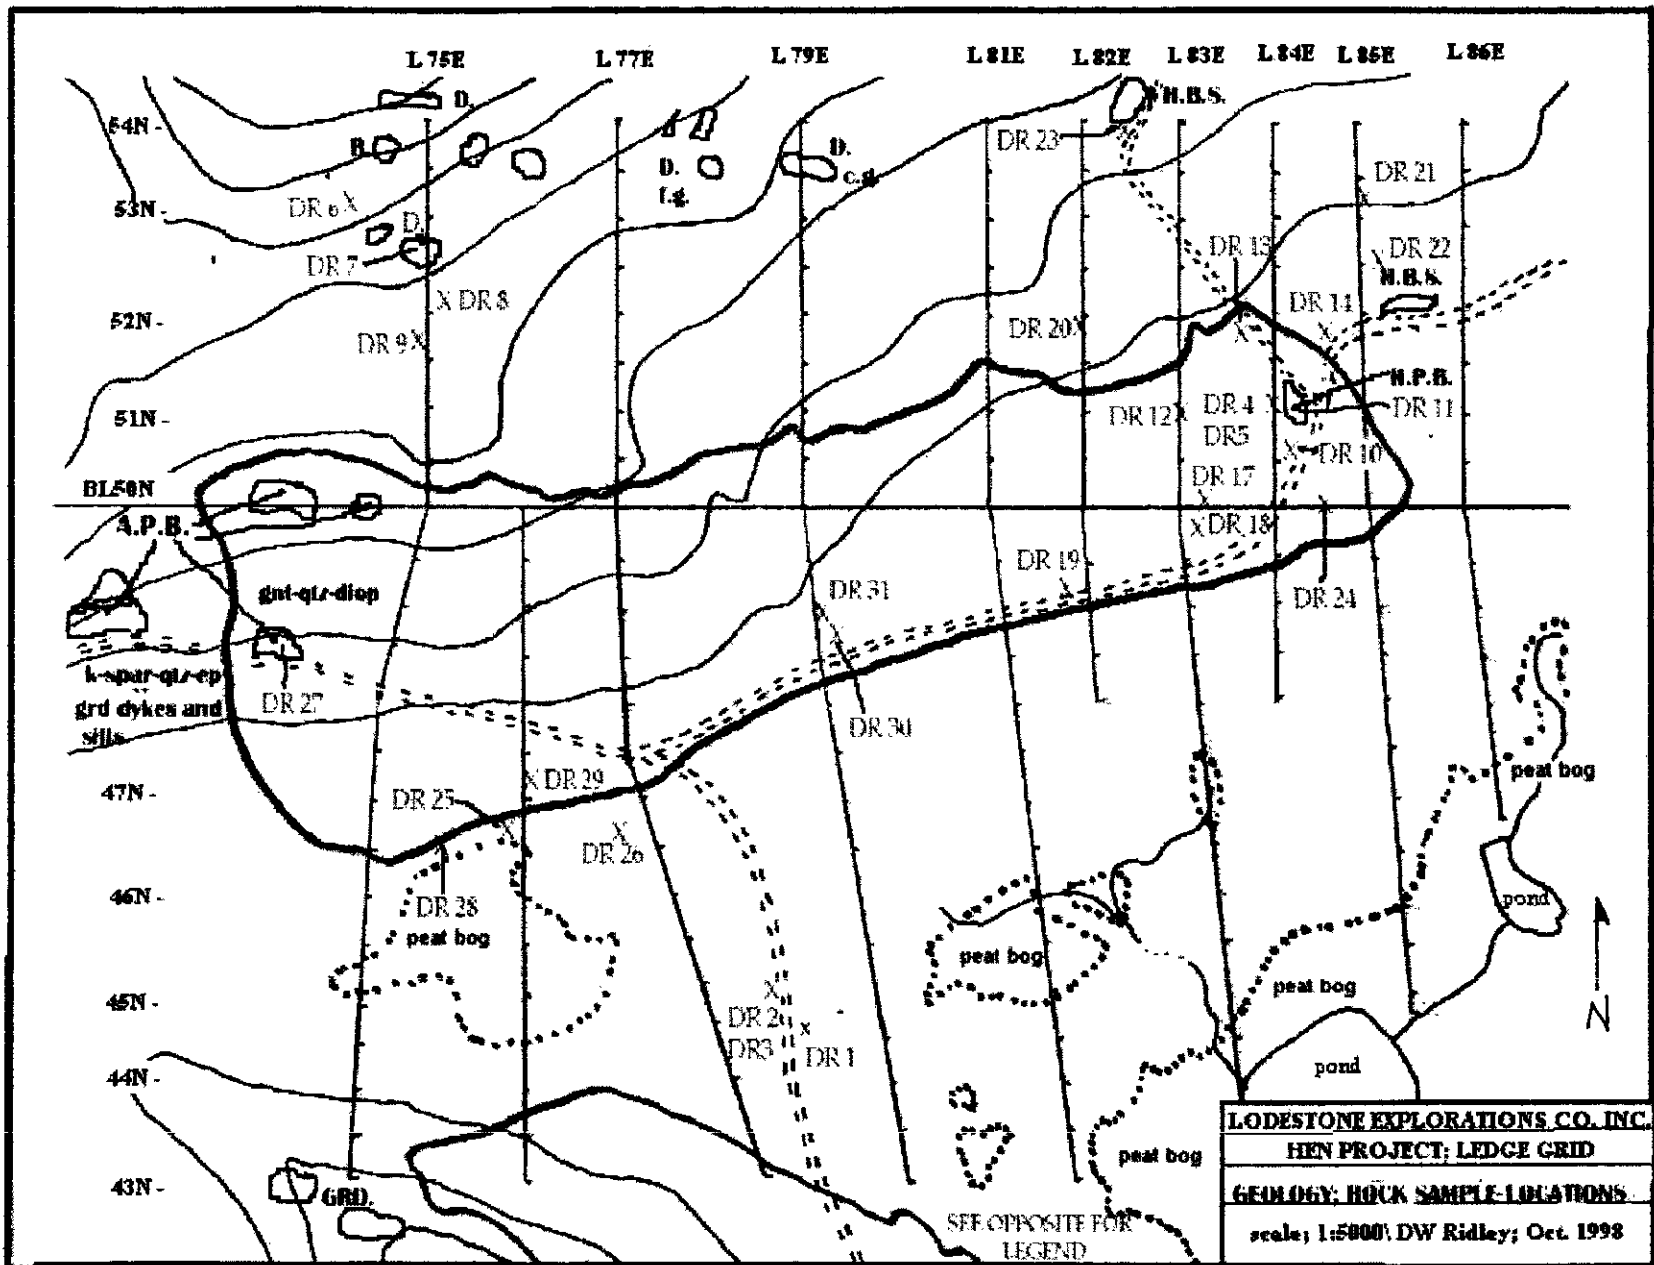 L 75E L 77E L 79E L 81E L 82E L 83E L 84E L 85E L 86E
54N -
D.
H.B.S.
DR 23
B.
D.
f.g.
D.
c.g.
DR 21
53N -
DR 6 X
D.
DR 7
DR 13
DR 22
H.B.S.
X DR 8
DR 14
52N -
DR 9 X
DR 20 X
51N -
H.P.B.
DR 12 X
DR 4
DR5
DR 11
DR 10
DR 17
BL50N
A.P.B.
X DR 18
DR 19
DR 31
DR 24
gnt-qtz-diop
k-spar-qtz-ep
grd dykes and
sills
DR 27
DR 30
47N -
X DR 29
DR 25
peat bog
X
DR 26
46N -
DR 28
peat bog
pond
peat bog
peat bog
45N -
X
DR 2
DR3
X
DR 1
N
44N -
pond
peat bog
43N -
GRD.
SEE OPPOSITE FOR
LEGEND
LODESTONE EXPLORATIONS CO. INC.
HEN PROJECT; LEDGE GRID
GEOLOGY; ROCK SAMPLE LOCATIONS
scale; 1:5000\ DW Ridley; Oct. 1998